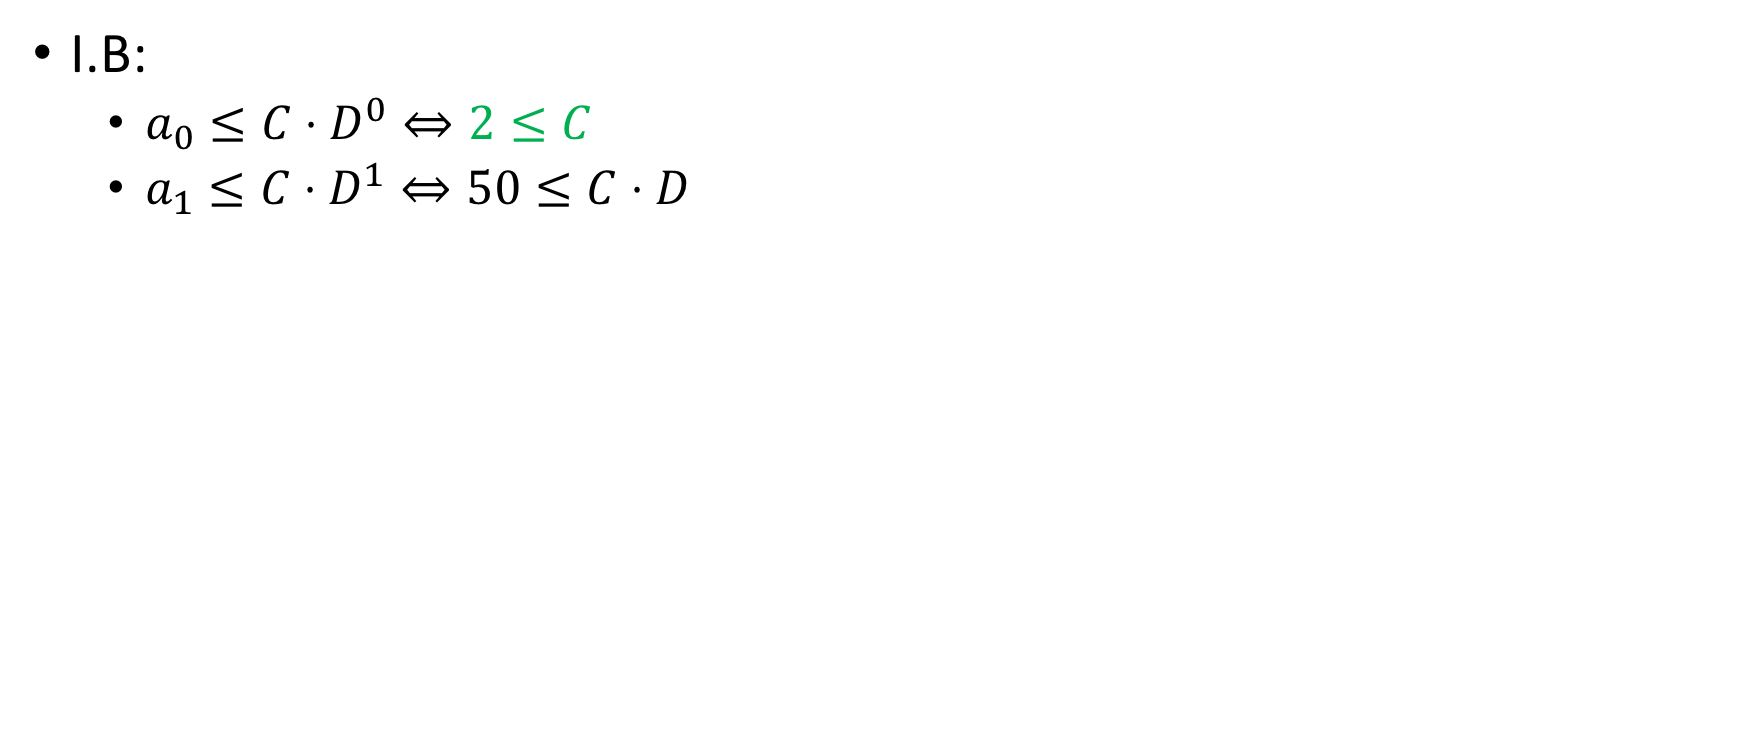 • I.B:
• a₀ ≤ C · D⁰ ⇔ 2 ≤ C
• a₁ ≤ C · D¹ ⇔ 50 ≤ C · D